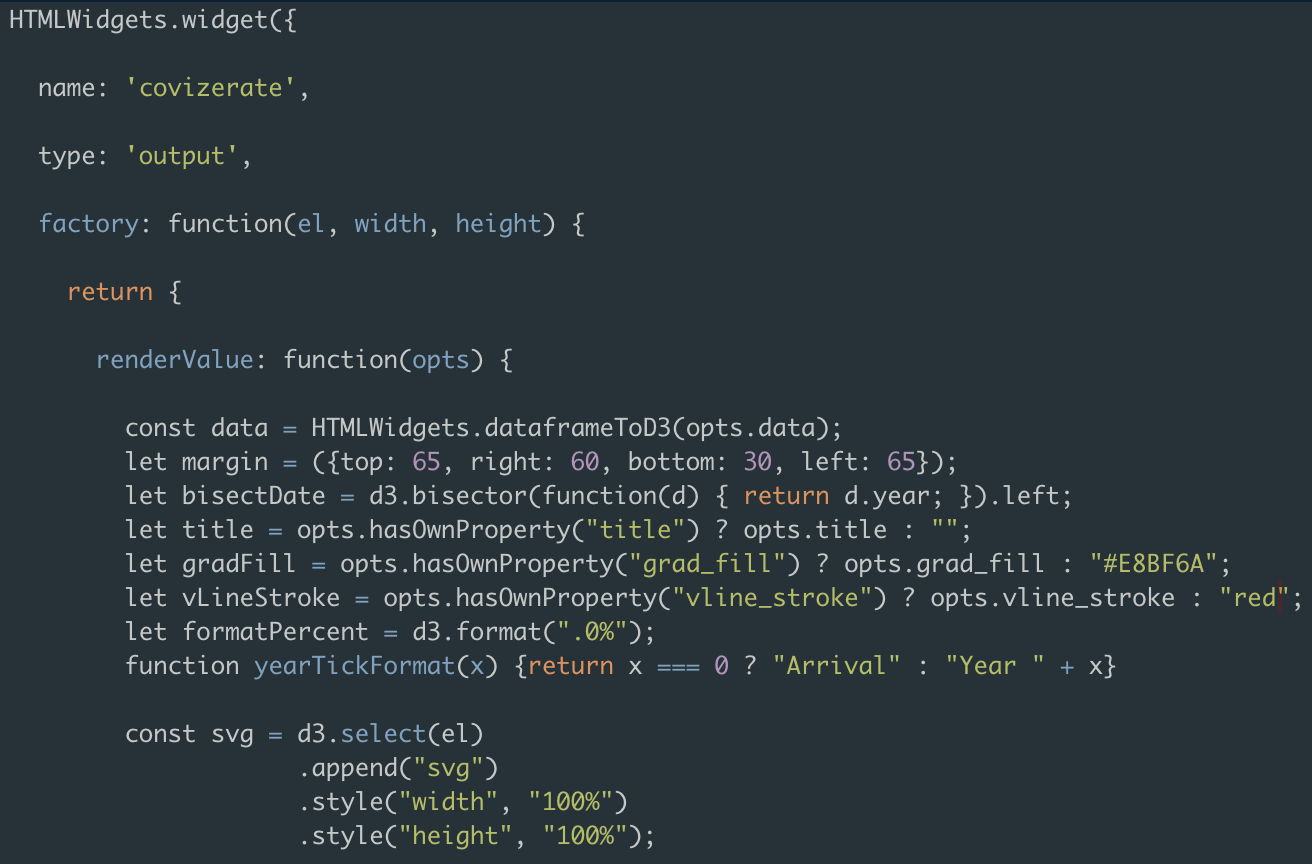 HTMLWidgets.widget({
name: 'covizerate',
type: 'output',
factory: function(el, width, height) {
return {
renderValue: function(opts) {
const data = HTMLWidgets.dataframeToD3(opts.data);
let margin = ({top: 65, right: 60, bottom: 30, left: 65});
let bisectDate = d3.bisector(function(d) { return d.year; }).left;
let title = opts.hasOwnProperty("title") ? opts.title : "";
let gradFill = opts.hasOwnProperty("grad_fill") ? opts.grad_fill : "#E8BF6A";
let vLineStroke = opts.hasOwnProperty("vline_stroke") ? opts.vline_stroke : "red";
let formatPercent = d3.format(".0%");
function yearTickFormat(x) {return x === 0 ? "Arrival" : "Year " + x}
const svg = d3.select(el)
.append("svg")
.style("width", "100%")
.style("height", "100%");